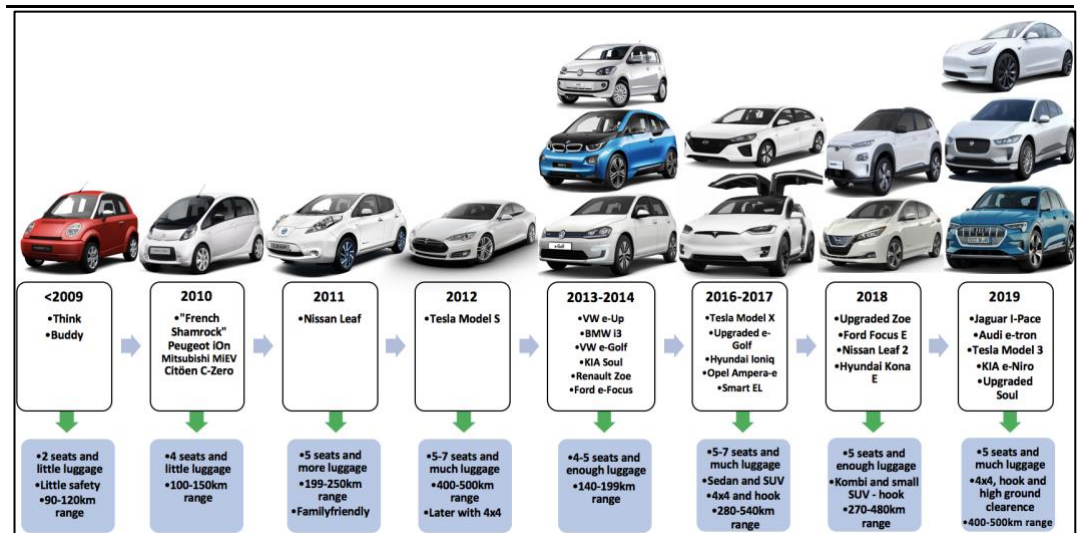 <2009
•Think
•Buddy
2010
•"French
Shamrock"
Peugeot iOn
Mitsubishi MiEV
Citöen C-Zero
2011
•Nissan Leaf
2012
•Tesla Model S
2013-2014
•VW e-Up
•BMW i3
•VW e-Golf
•KIA Soul
•Renault Zoe
•Ford e-Focus
2016-2017
•Tesla Model X
•Upgraded e-
Golf
•Hyundai Ioniq
•Opel Ampera-e
•Smart EL
2018
•Upgraded Zoe
•Ford Focus E
•Nissan Leaf 2
•Hyundai Kona
E
2019
•Jaguar I-Pace
•Audi e-tron
•Tesla Model 3
•KIA e-Niro
•Upgraded
Soul
•2 seats and
little luggage
•Little safety
•90-120km
range
•4 seats and
little luggage
•100-150km
range
•5 seats and
more luggage
•199-250km
range
•Familyfriendly
•5-7 seats and
much luggage
•400-500km
range
•Later with 4x4
•4-5 seats and
enough luggage
•140-199km
range
•5-7 seats and
much luggage
•Sedan and SUV
•4x4 and hook
•280-540km
range
•5 seats and
enough luggage
•Kombi and small
SUV - hook
•270-480km
range
•5 seats and
much luggage
•4x4, hook and
high ground
clearence
•400-500km range